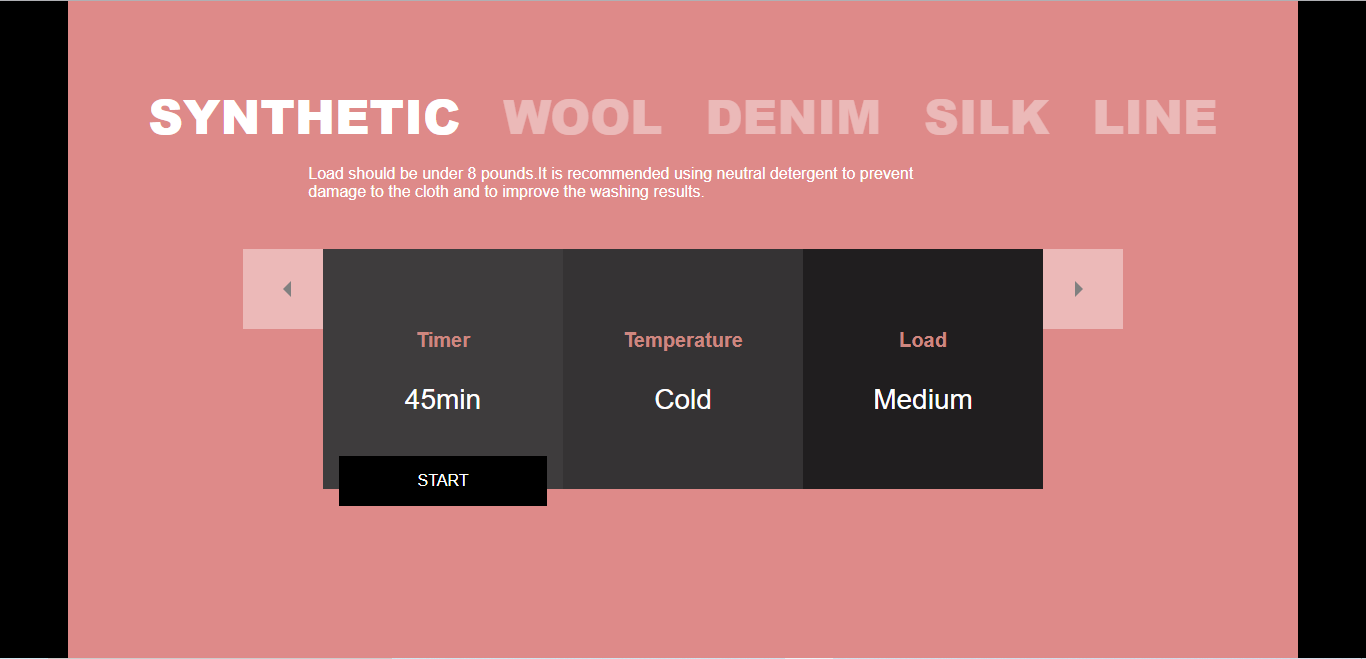 SYNTHETIC WOOL DENIM SILK LINE
Load should be under 8 pounds.It is recommended using neutral detergent to prevent
damage to the cloth and to improve the washing results.
Timer Temperature Load
45min Cold Medium
START